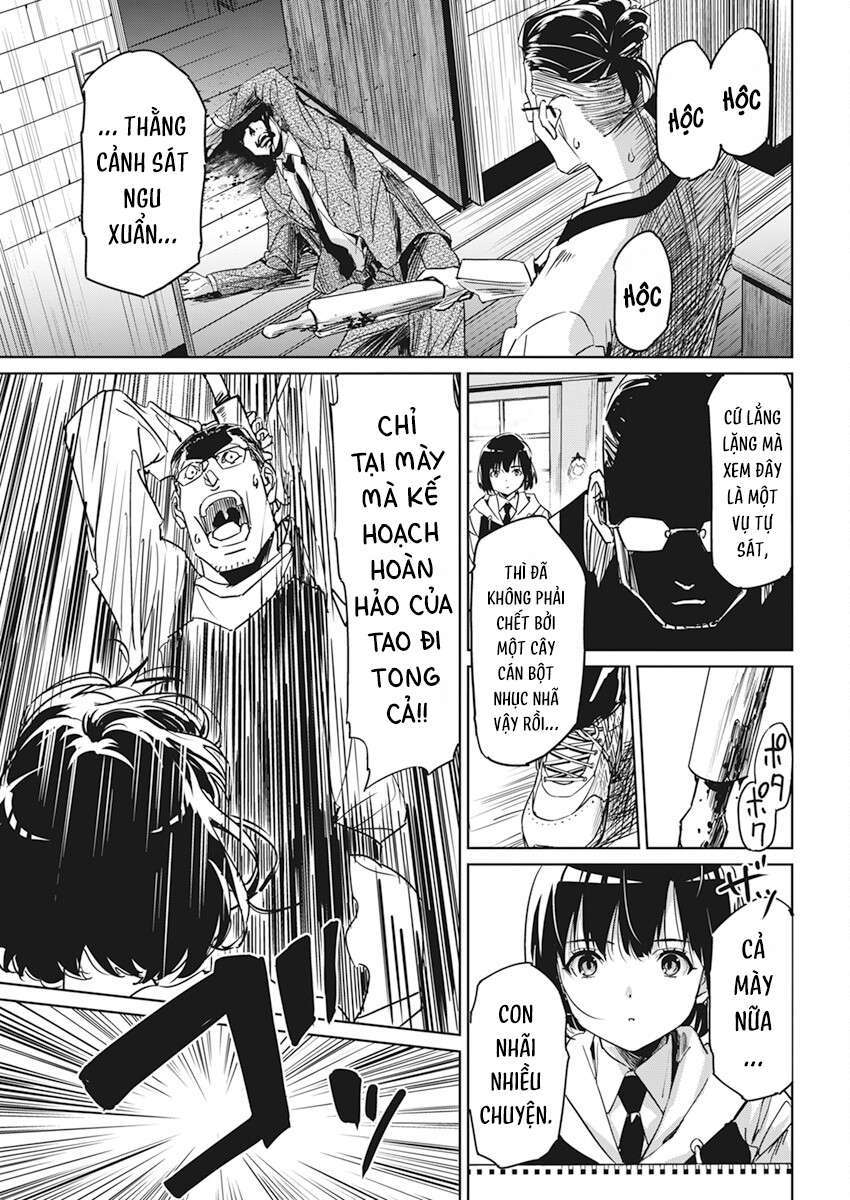 HỘC
HỘC
HỘC
... THẰNG
CẢNH SÁT
NGU
XUẨN...
CỨ LẲNG
LẶNG MÀ
XEM ĐÂY
LÀ MỘT
VỤ TỰ
SÁT,
THÌ ĐÃ
KHÔNG PHẢI
CHẾT BỞI
MỘT CÂY
CÁN BỘT
NHỤC NHÃ
VẬY RỒI...
ポタ
ポタ
ザッ
CẢ
MÀY
NỮA
...
CON
NHÃI
NHIỀU
CHUYỆN.
CHỈ
TẠI MÀY
MÀ KẾ
HOẠCH
HOÀN
HẢO CỦA
TAO ĐI
TONG
CẢ!!